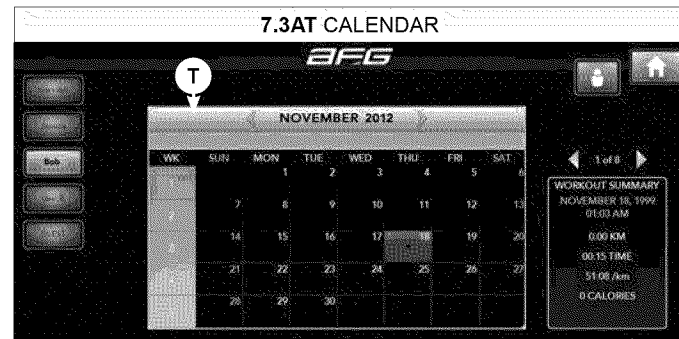 7.3AT CALENDAR
AFG
T
NOVEMBER 2012
WK SUN MON TUE WED THU FRI SAT
1 1 2 3 4 5 6
2 7 8 9 10 11 12 13
3 14 15 16 17 18 19 20
21 22 23 24 25 26 27
28 29 30
Bob
1 of 8
WORKOUT SUMMARY
NOVEMBER 18, 1999
01:03 AM
0.00 KM
00:15 TIME
51:08 /km
0 CALORIES